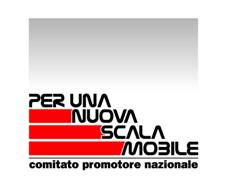 PER UNA
NUOVA
SCALA
MOBILE
comitato promotore nazionale